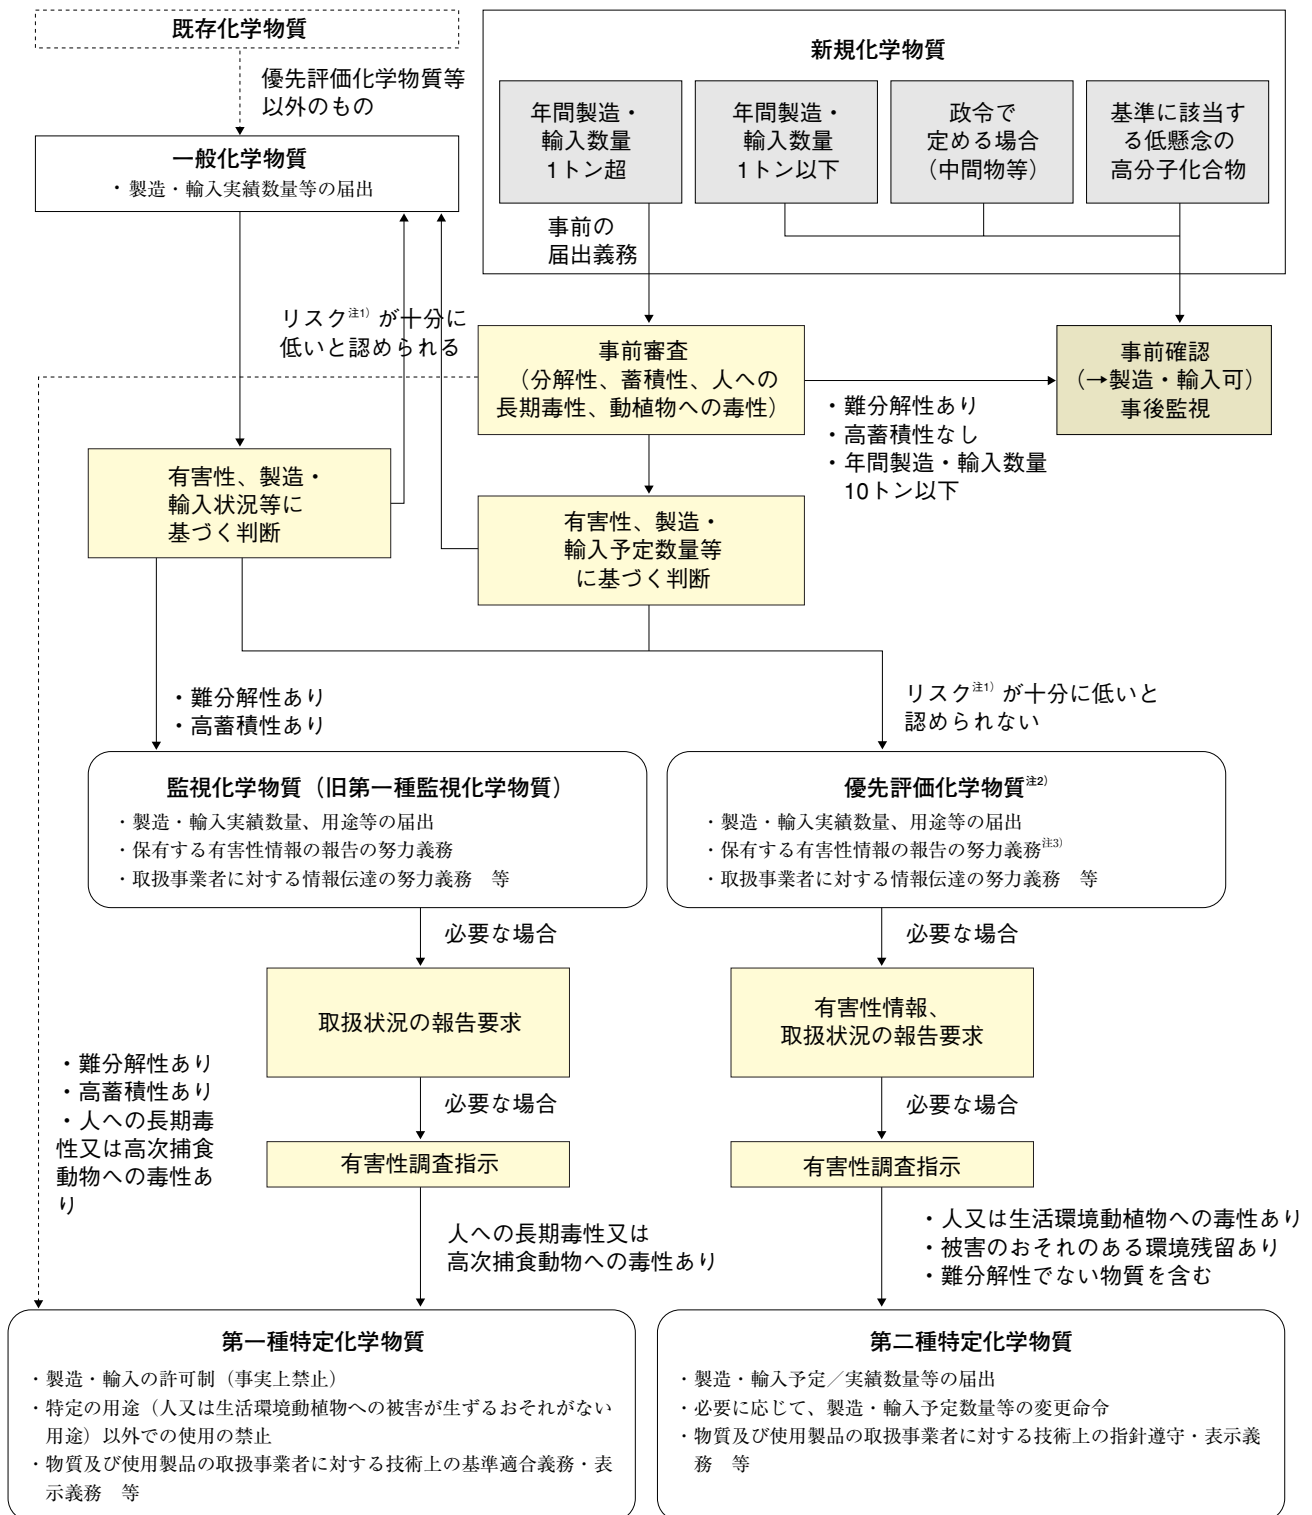 既存化学物質
優先評価化学物質等
以外のもの
一般化学物質
・製造・輸入実績数量等の届出
新規化学物質
年間製造・
輸入数量
1トン超
年間製造・
輸入数量
1トン以下
政令で
定める場合
（中間物等）
基準に該当す
る低懸念の
高分子化合物
事前の
届出義務
リスク注1) が十分に
低いと認められる
事前審査
（分解性、蓄積性、人への
長期毒性、動植物への毒性）
事前確認
（→製造・輸入可）
事後監視
・難分解性あり
・高蓄積性なし
・年間製造・輸入数量
10トン以下
有害性、製造・
輸入状況等に
基づく判断
有害性、製造・
輸入予定数量等
に基づく判断
・難分解性あり
・高蓄積性あり
リスク注1) が十分に低いと
認められない
監視化学物質（旧第一種監視化学物質）
・製造・輸入実績数量、用途等の届出
・保有する有害性情報の報告の努力義務
・取扱事業者に対する情報伝達の努力義務　等
優先評価化学物質注2)
・製造・輸入実績数量、用途等の届出
・保有する有害性情報の報告の努力義務注3)
・取扱事業者に対する情報伝達の努力義務　等
必要な場合
必要な場合
取扱状況の報告要求
有害性情報、
取扱状況の報告要求
・難分解性あり
・高蓄積性あり
・人への長期毒
性又は高次捕食
動物への毒性あ
り
必要な場合
必要な場合
有害性調査指示
有害性調査指示
人への長期毒性又は
高次捕食動物への毒性あり
・人又は生活環境動植物への毒性あり
・被害のおそれのある環境残留あり
・難分解性でない物質を含む
第一種特定化学物質
・製造・輸入の許可制（事実上禁止）
・特定の用途（人又は生活環境動植物への被害が生ずるおそれがない
用途）以外での使用の禁止
・物質及び使用製品の取扱事業者に対する技術上の基準適合義務・表
示義務　等
第二種特定化学物質
・製造・輸入予定／実績数量等の届出
・必要に応じて、製造・輸入予定数量等の変更命令
・物質及び使用製品の取扱事業者に対する技術上の指針遵守・表示義
務　等